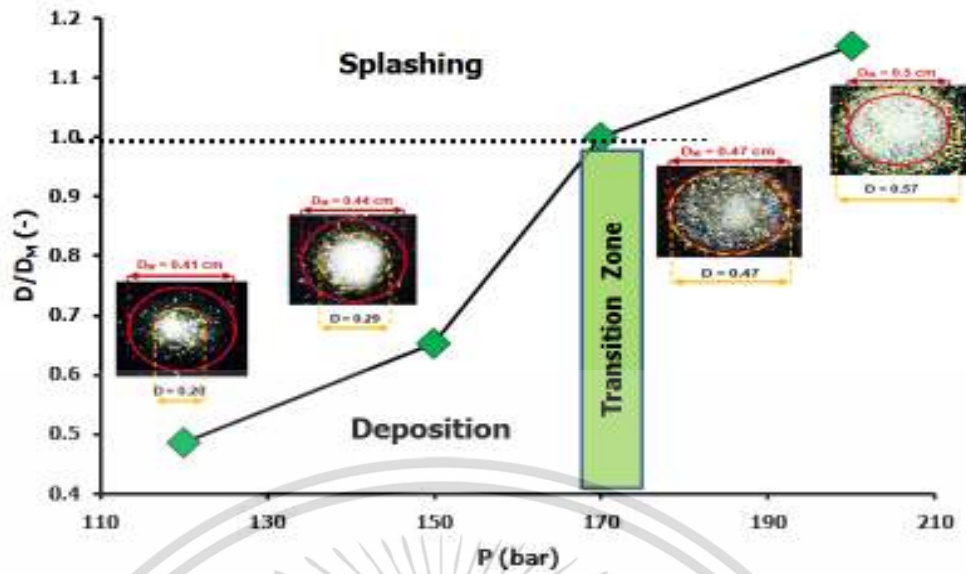 1.2
1.1
1.0
0.9
0.8
0.7
0.6
0.5
0.4
D/D_M (-)
Splashing
D_M = 0.5 cm
D = 0.57
D_M = 0.47 cm
D = 0.47
D_M = 0.44 cm
D = 0.29
D_M = 0.41 cm
D = 0.20
Transition Zone
Deposition
110 130 150 170 190 210
P (bar)